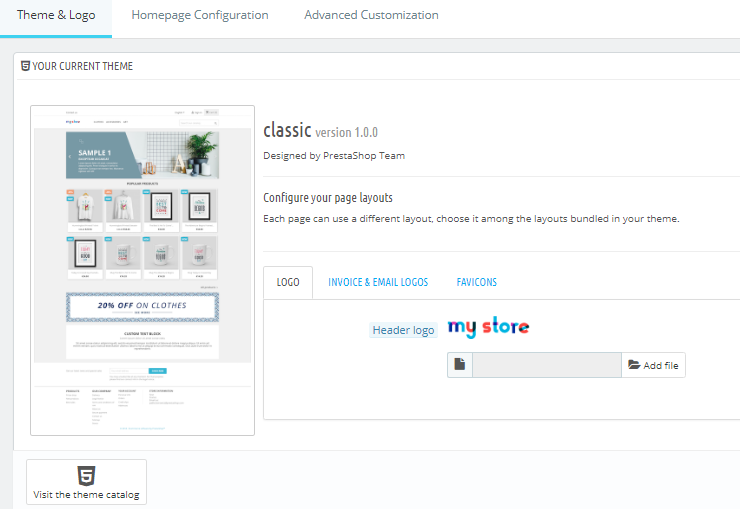 Theme & Logo Homepage Configuration Advanced Customization
YOUR CURRENT THEME
my shop
SAMPLE 1
POPULAR PRODUCTS
20% OFF ON CLOTHES
CUSTOM TEXT BLOCK
classic version 1.0.0
Designed by PrestaShop Team
Configure your page layouts
Each page can use a different layout, choose it among the layouts bundled in your theme.
LOGO INVOICE & EMAIL LOGOS FAVICONS
Header logo my store
Add file
Visit the theme catalog